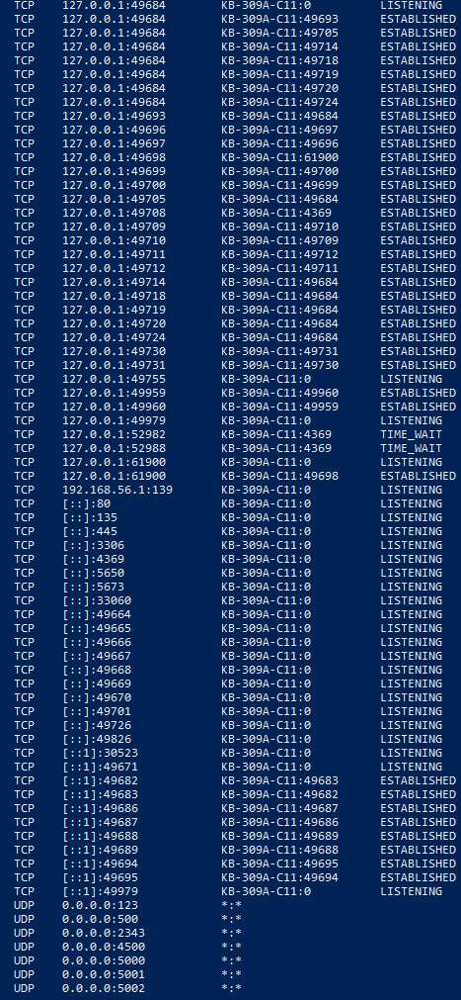 TCP 127.0.0.1:49684 KB-309A-C11:0 LISTENING
TCP 127.0.0.1:49684 KB-309A-C11:49693 ESTABLISHED
TCP 127.0.0.1:49684 KB-309A-C11:49705 ESTABLISHED
TCP 127.0.0.1:49684 KB-309A-C11:49714 ESTABLISHED
TCP 127.0.0.1:49684 KB-309A-C11:49718 ESTABLISHED
TCP 127.0.0.1:49684 KB-309A-C11:49719 ESTABLISHED
TCP 127.0.0.1:49684 KB-309A-C11:49720 ESTABLISHED
TCP 127.0.0.1:49684 KB-309A-C11:49724 ESTABLISHED
TCP 127.0.0.1:49693 KB-309A-C11:49684 ESTABLISHED
TCP 127.0.0.1:49696 KB-309A-C11:49697 ESTABLISHED
TCP 127.0.0.1:49697 KB-309A-C11:49696 ESTABLISHED
TCP 127.0.0.1:49698 KB-309A-C11:61900 ESTABLISHED
TCP 127.0.0.1:49699 KB-309A-C11:49700 ESTABLISHED
TCP 127.0.0.1:49700 KB-309A-C11:49699 ESTABLISHED
TCP 127.0.0.1:49705 KB-309A-C11:49684 ESTABLISHED
TCP 127.0.0.1:49708 KB-309A-C11:4369 ESTABLISHED
TCP 127.0.0.1:49709 KB-309A-C11:49710 ESTABLISHED
TCP 127.0.0.1:49710 KB-309A-C11:49709 ESTABLISHED
TCP 127.0.0.1:49711 KB-309A-C11:49712 ESTABLISHED
TCP 127.0.0.1:49712 KB-309A-C11:49711 ESTABLISHED
TCP 127.0.0.1:49714 KB-309A-C11:49684 ESTABLISHED
TCP 127.0.0.1:49718 KB-309A-C11:49684 ESTABLISHED
TCP 127.0.0.1:49719 KB-309A-C11:49684 ESTABLISHED
TCP 127.0.0.1:49720 KB-309A-C11:49684 ESTABLISHED
TCP 127.0.0.1:49724 KB-309A-C11:49684 ESTABLISHED
TCP 127.0.0.1:49730 KB-309A-C11:49731 ESTABLISHED
TCP 127.0.0.1:49731 KB-309A-C11:49730 ESTABLISHED
TCP 127.0.0.1:49755 KB-309A-C11:0 LISTENING
TCP 127.0.0.1:49959 KB-309A-C11:49960 ESTABLISHED
TCP 127.0.0.1:49960 KB-309A-C11:49959 ESTABLISHED
TCP 127.0.0.1:49979 KB-309A-C11:0 LISTENING
TCP 127.0.0.1:52982 KB-309A-C11:4369 TIME_WAIT
TCP 127.0.0.1:52988 KB-309A-C11:4369 TIME_WAIT
TCP 127.0.0.1:61900 KB-309A-C11:0 LISTENING
TCP 127.0.0.1:61900 KB-309A-C11:49698 ESTABLISHED
TCP 192.168.56.1:139 KB-309A-C11:0 LISTENING
TCP [::]:80 KB-309A-C11:0 LISTENING
TCP [::]:135 KB-309A-C11:0 LISTENING
TCP [::]:445 KB-309A-C11:0 LISTENING
TCP [::]:3306 KB-309A-C11:0 LISTENING
TCP [::]:4369 KB-309A-C11:0 LISTENING
TCP [::]:5650 KB-309A-C11:0 LISTENING
TCP [::]:5673 KB-309A-C11:0 LISTENING
TCP [::]:33060 KB-309A-C11:0 LISTENING
TCP [::]:49664 KB-309A-C11:0 LISTENING
TCP [::]:49665 KB-309A-C11:0 LISTENING
TCP [::]:49666 KB-309A-C11:0 LISTENING
TCP [::]:49667 KB-309A-C11:0 LISTENING
TCP [::]:49668 KB-309A-C11:0 LISTENING
TCP [::]:49669 KB-309A-C11:0 LISTENING
TCP [::]:49670 KB-309A-C11:0 LISTENING
TCP [::]:49701 KB-309A-C11:0 LISTENING
TCP [::]:49726 KB-309A-C11:0 LISTENING
TCP [::]:49826 KB-309A-C11:0 LISTENING
TCP [::1]:30523 KB-309A-C11:0 LISTENING
TCP [::1]:49671 KB-309A-C11:0 LISTENING
TCP [::1]:49682 KB-309A-C11:49683 ESTABLISHED
TCP [::1]:49683 KB-309A-C11:49682 ESTABLISHED
TCP [::1]:49686 KB-309A-C11:49687 ESTABLISHED
TCP [::1]:49687 KB-309A-C11:49686 ESTABLISHED
TCP [::1]:49688 KB-309A-C11:49689 ESTABLISHED
TCP [::1]:49689 KB-309A-C11:49688 ESTABLISHED
TCP [::1]:49694 KB-309A-C11:49695 ESTABLISHED
TCP [::1]:49695 KB-309A-C11:49694 ESTABLISHED
TCP [::1]:49979 KB-309A-C11:0 LISTENING
UDP 0.0.0.0:123 *:*
UDP 0.0.0.0:500 *:*
UDP 0.0.0.0:2343 *:*
UDP 0.0.0.0:4500 *:*
UDP 0.0.0.0:5000 *:*
UDP 0.0.0.0:5001 *:*
UDP 0.0.0.0:5002 *:*